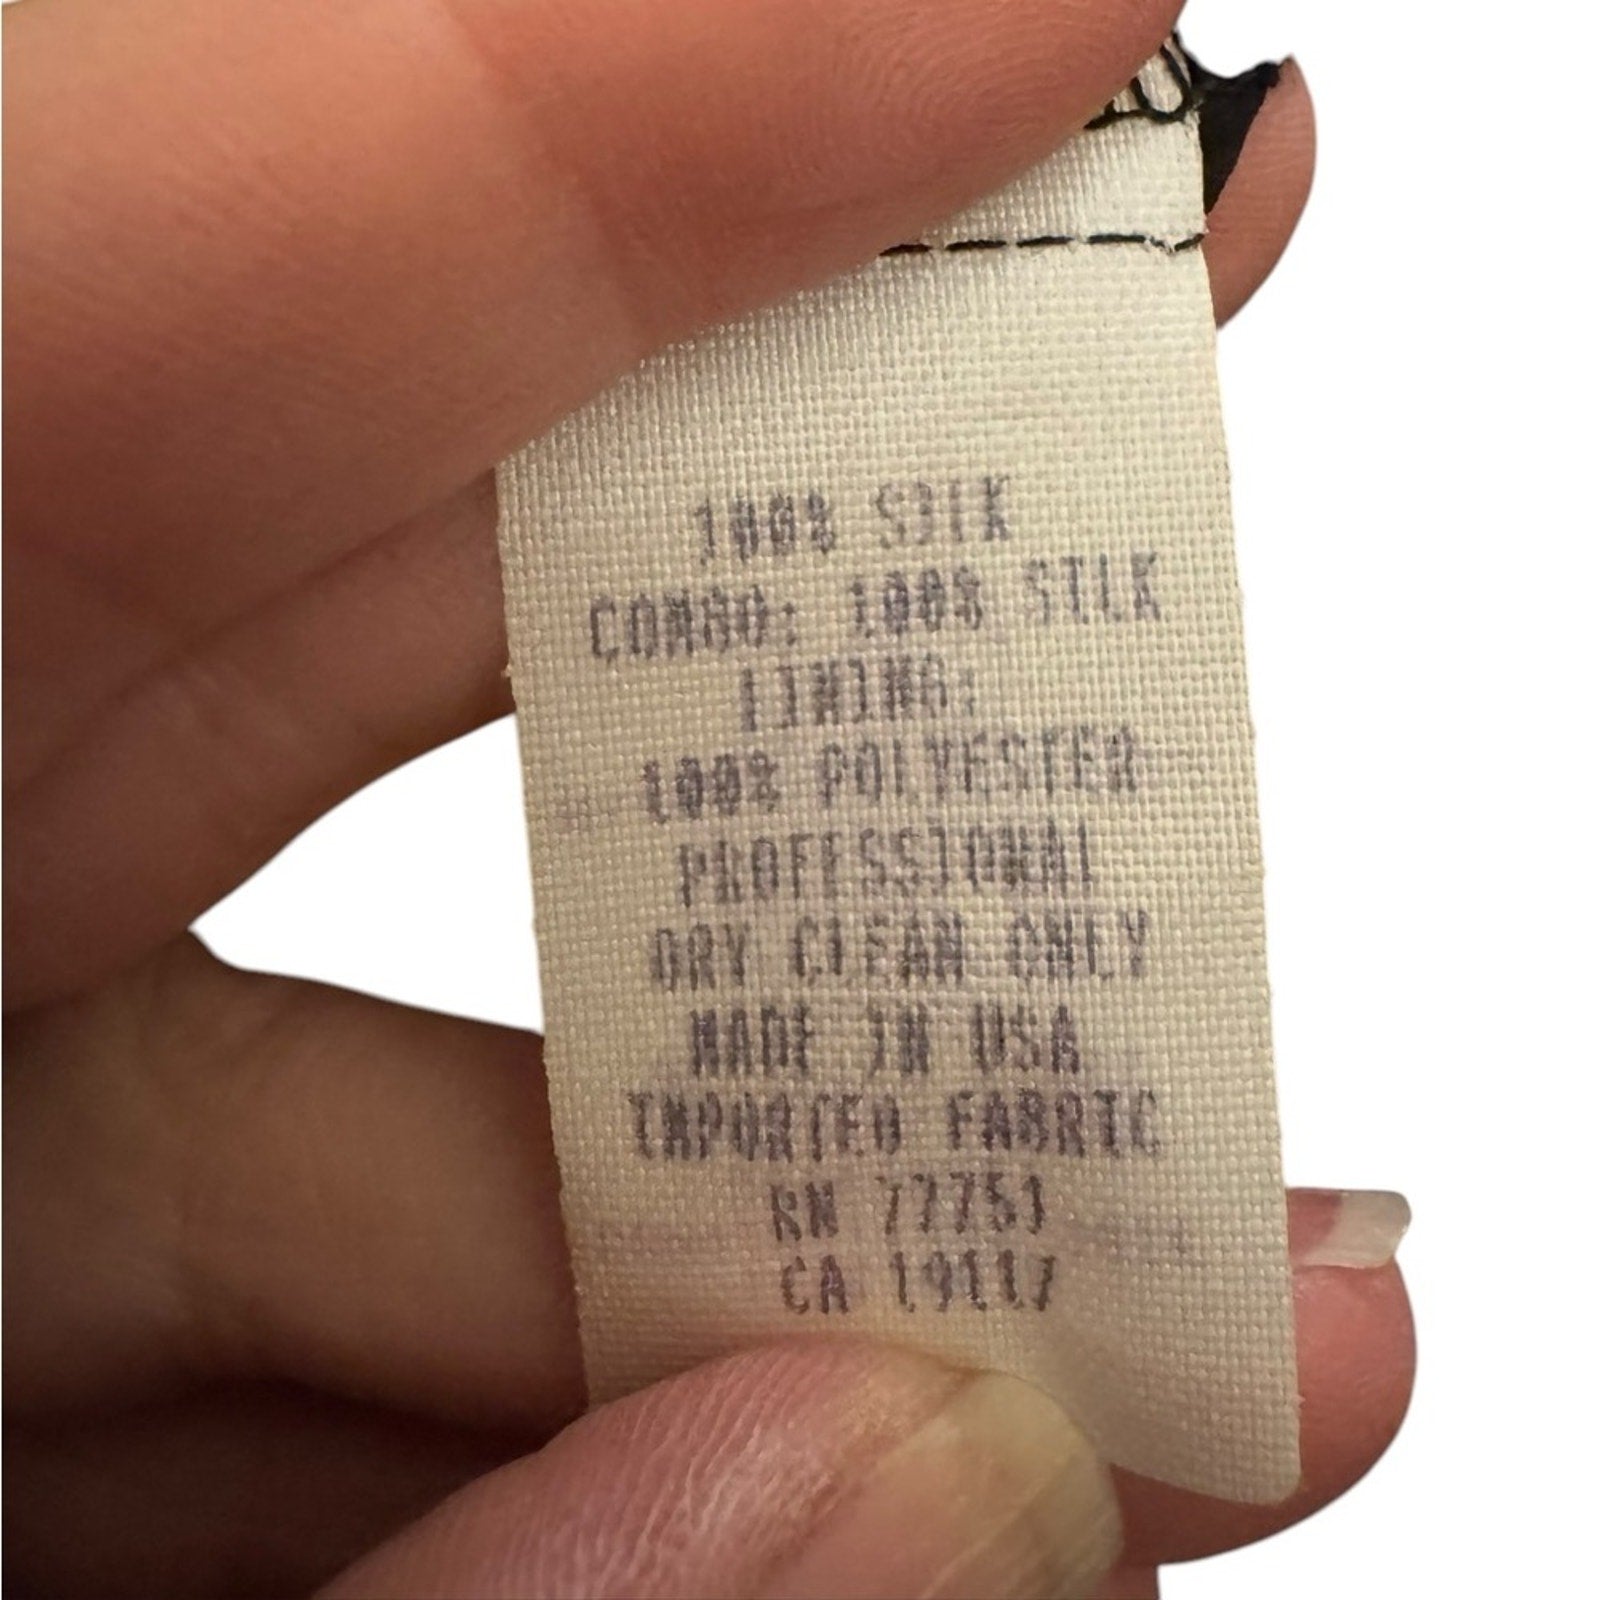 100% SILK
COMBO: 100% SILK
LINING:
100% POLYESTER
PROFESSIONAL
DRY CLEAN ONLY
MADE IN USA
IMPORTED FABRIC
RN 77751
CA 19117